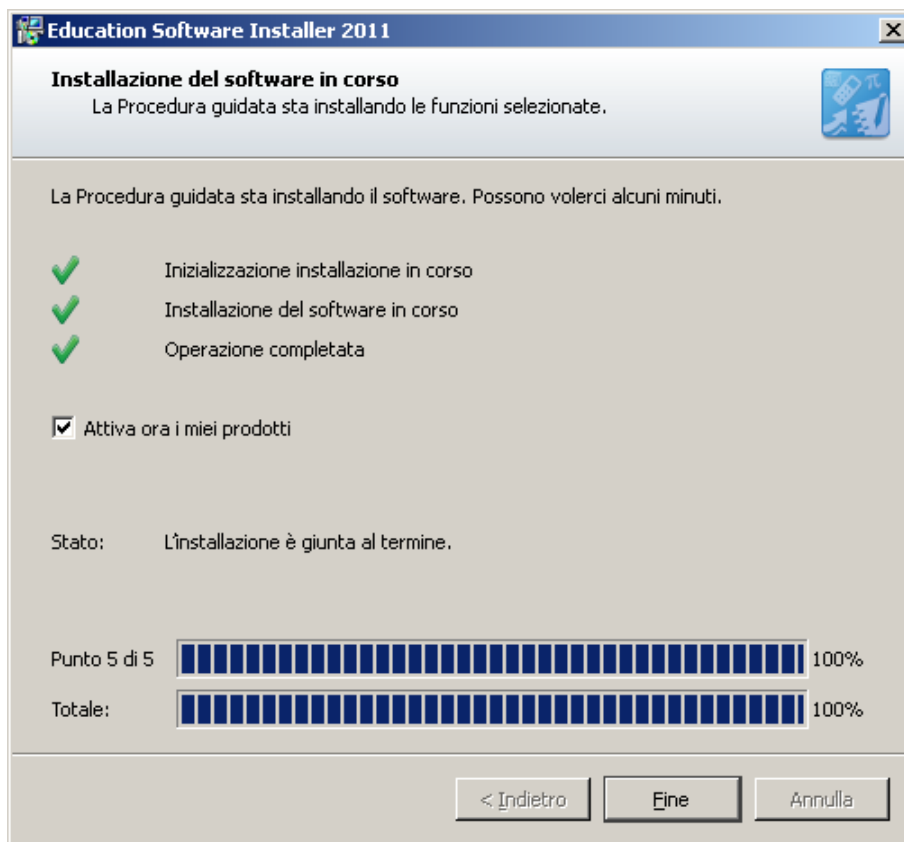 Education Software Installer 2011
Installazione del software in corso
La Procedura guidata sta installando le funzioni selezionate.
La Procedura guidata sta installando il software. Possono volerci alcuni minuti.
Inizializzazione installazione in corso
Installazione del software in corso
Operazione completata
Attiva ora i miei prodotti
Stato: L'installazione è giunta al termine.
Punto 5 di 5 100%
Totale: 100%
< Indietro Fine Annulla